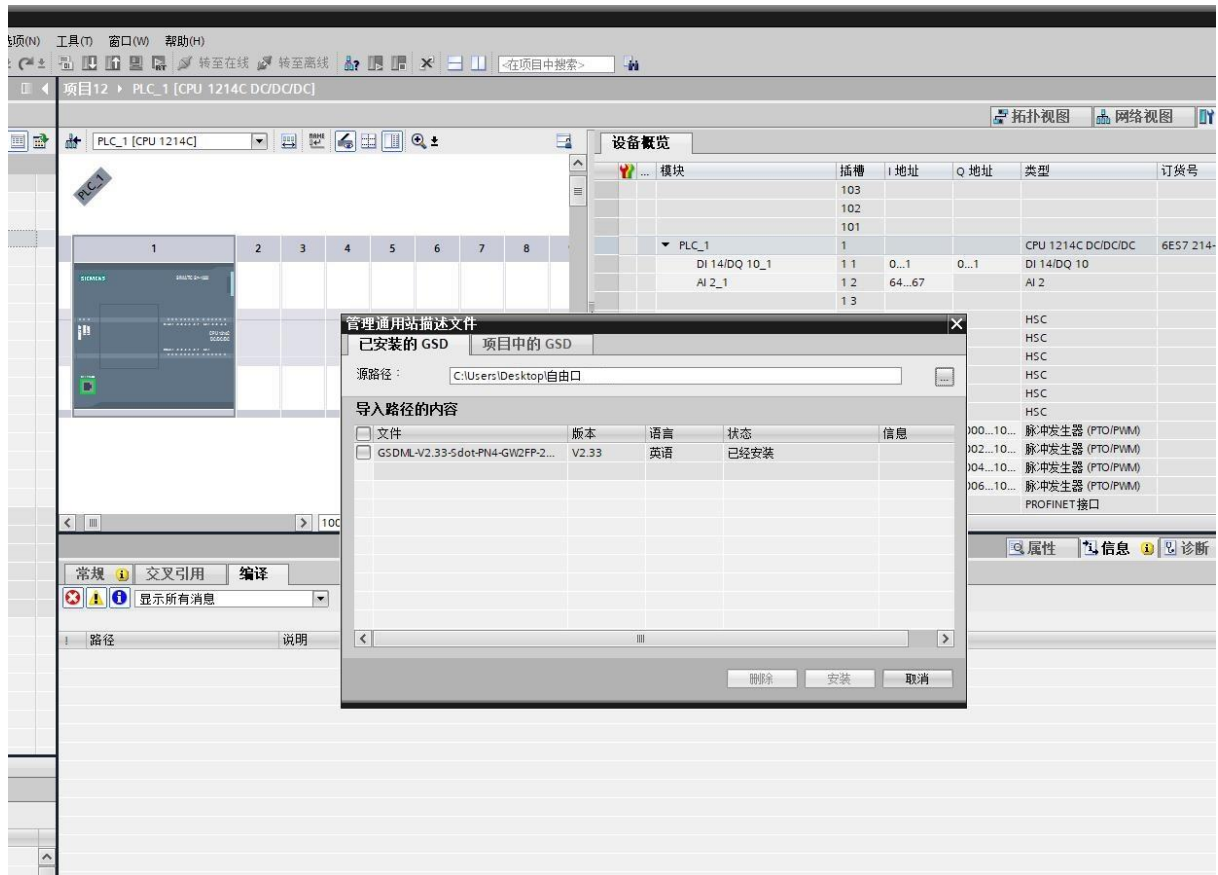 选项(N) 工具(T) 窗口(W) 帮助(H)
转至在线 转至离线 <在项目中搜索>
项目12 ▸ PLC_1 [CPU 1214C DC/DC/DC]
拓扑视图 网络视图
PLC_1 [CPU 1214C]
设备概览
... 模块 插槽 I 地址 Q 地址 类型 订货号
103
102
101
PLC_1 1 CPU 1214C DC/DC/DC 6ES7 214-
DI 14/DQ 10_1 1 1 0...1 0...1 DI 14/DQ 10
AI 2_1 1 2 64...67 AI 2
1 3
HSC
HSC
HSC
HSC
HSC
HSC
000...10... 脉冲发生器 (PTO/PWM)
002...10... 脉冲发生器 (PTO/PWM)
004...10... 脉冲发生器 (PTO/PWM)
006...10... 脉冲发生器 (PTO/PWM)
PROFINET接口
PLC_1
1 2 3 4 5 6 7 8
SIEMENS
100
管理通用站描述文件
已安装的 GSD 项目中的 GSD
源路径: C:\Users\Desktop\自由口 ...
导入路径的内容
文件 版本 语言 状态 信息
GSDML-V2.33-Sdot-PN4-GW2FP-2... V2.33 英语 已经安装
删除 安装 取消
属性 信息 诊断
常规 交叉引用 编译
显示所有消息
! 路径 说明